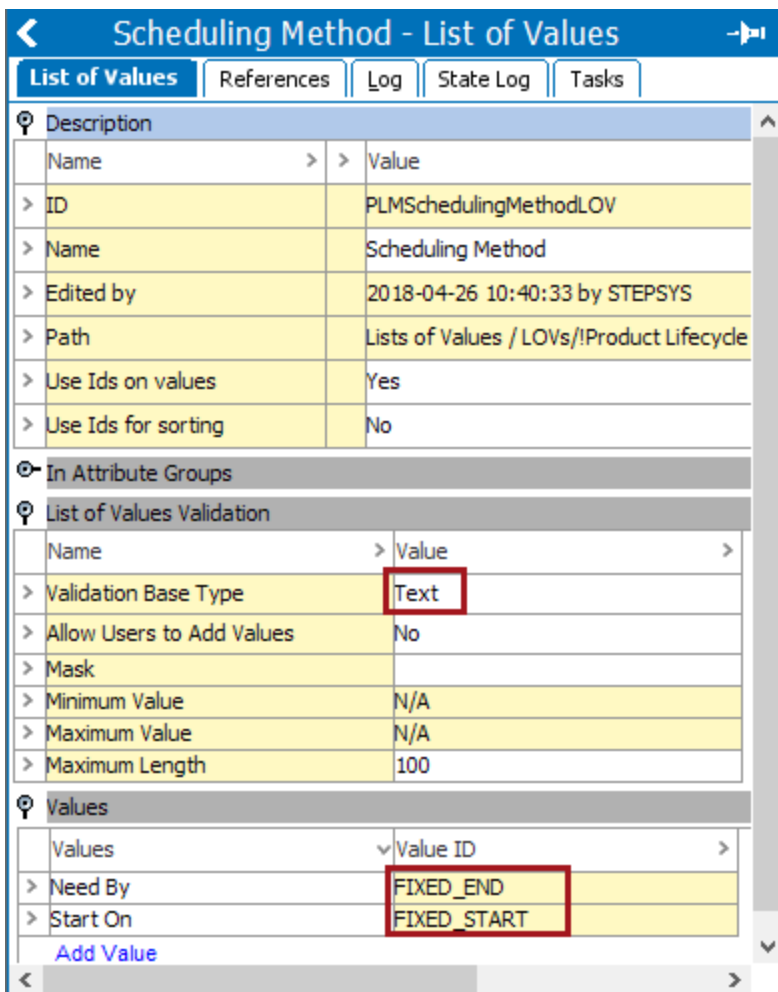 Scheduling Method - List of Values
List of Values References Log State Log Tasks
Description
Name > > Value
> ID PLMSchedulingMethodLOV
> Name Scheduling Method
> Edited by 2018-04-26 10:40:33 by STEPSYS
> Path Lists of Values / LOVs/!Product Lifecycle
> Use Ids on values Yes
> Use Ids for sorting No
In Attribute Groups
List of Values Validation
Name > Value >
> Validation Base Type Text
> Allow Users to Add Values No
> Mask
> Minimum Value N/A
> Maximum Value N/A
> Maximum Length 100
Values
Values Value ID >
> Need By FIXED_END
> Start On FIXED_START
Add Value